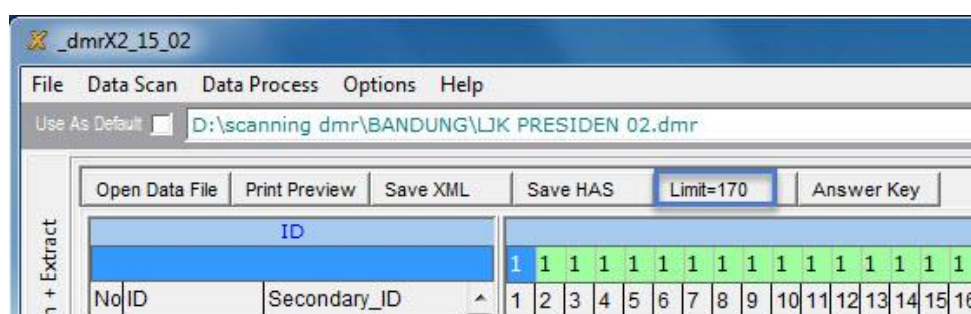 _dmrX2_15_02
File Data Scan Data Process Options Help
Use As Default D:\scanning dmr\BANDUNG\LJK PRESIDEN 02.dmr
Open Data File Print Preview Save XML Save HAS Limit=170 Answer Key
ID
1 1 1 1 1 1 1 1 1 1 1 1 1 1 1
No ID Secondary_ID 1 2 3 4 5 6 7 8 9 10 11 12 13 14 15
Extract